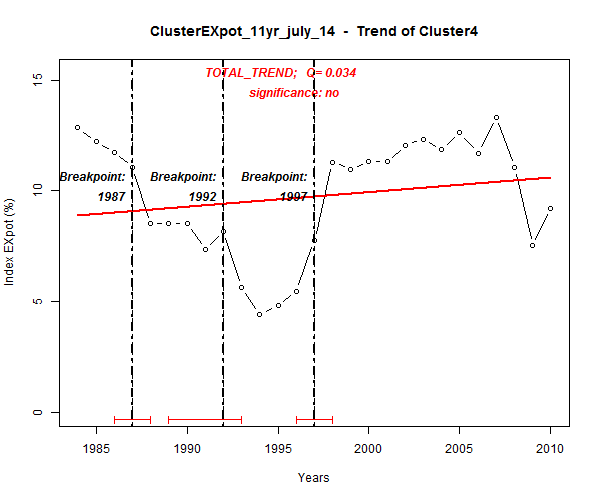 ClusterEXpot_11yr_july_14 - Trend of Cluster4
TOTAL_TREND; Q= 0.034
significance: no
Breakpoint: Breakpoint: Breakpoint:
1987 1992 1997
Index EXpot (%)
15
10
5
0
1985 1990 1995 2000 2005 2010
Years